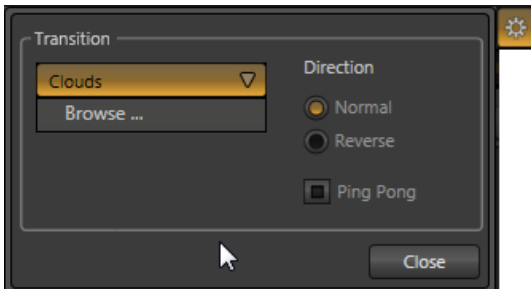 Transition
Clouds
Browse ...
Direction
Normal
Reverse
Ping Pong
Close